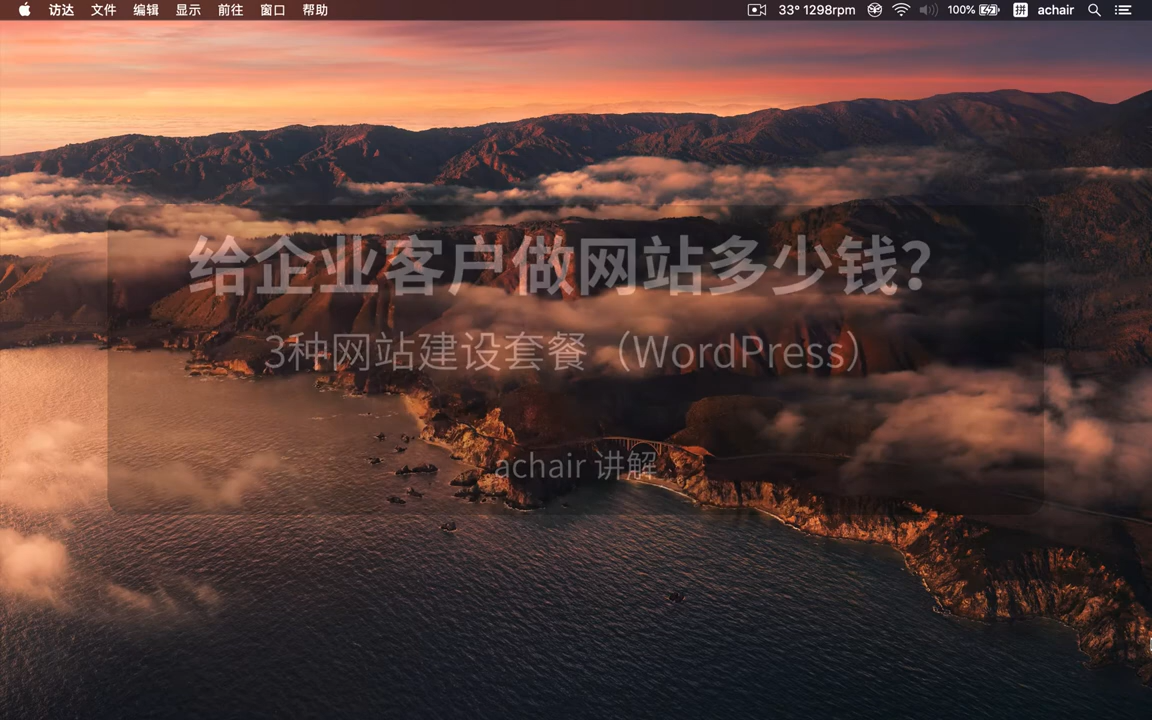 访达 文件 编辑 显示 前往 窗口 帮助 33° 1298rpm 100% 拼 achair
给企业客户做网站多少钱？
3种网站建设套餐（WordPress）
achair 讲解